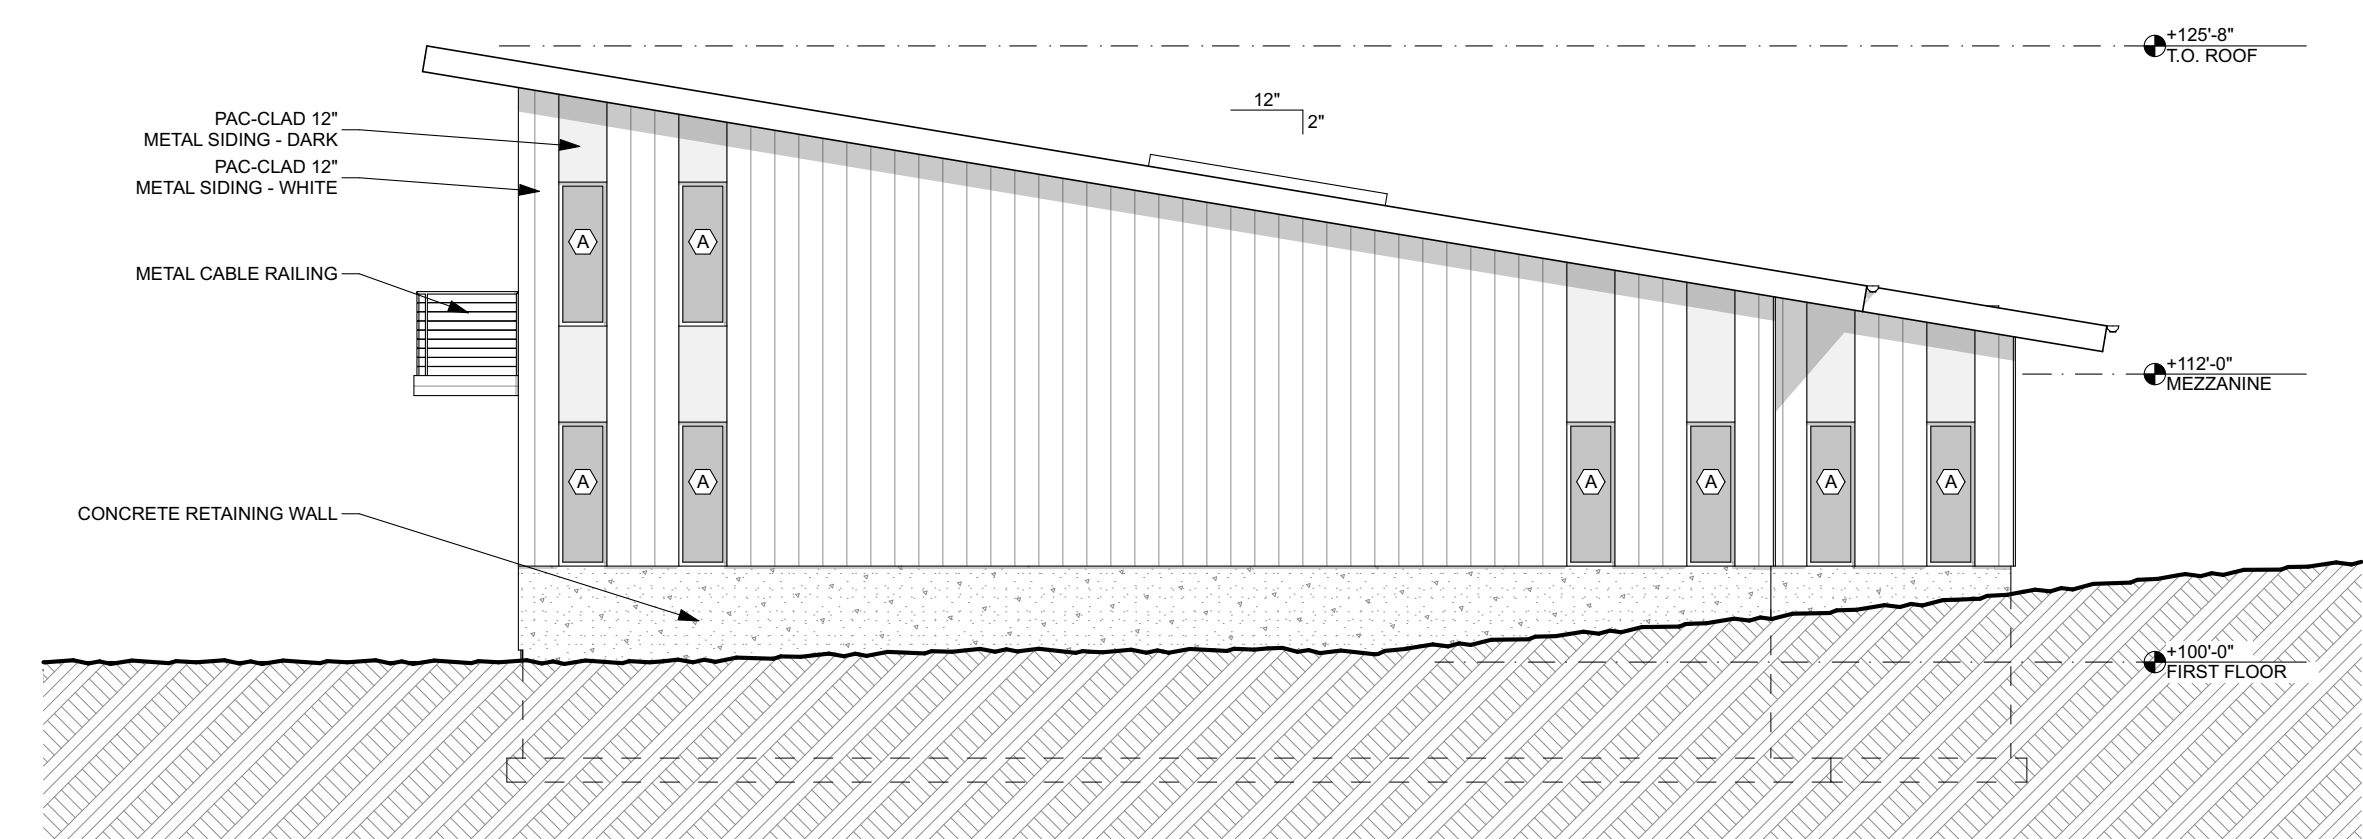 +125'-8"
T.O. ROOF
12"
2"
PAC-CLAD 12"
METAL SIDING - DARK
PAC-CLAD 12"
METAL SIDING - WHITE
A
A
METAL CABLE RAILING
+112'-0"
MEZZANINE
A
A
A
A
A
A
CONCRETE RETAINING WALL
+100'-0"
FIRST FLOOR